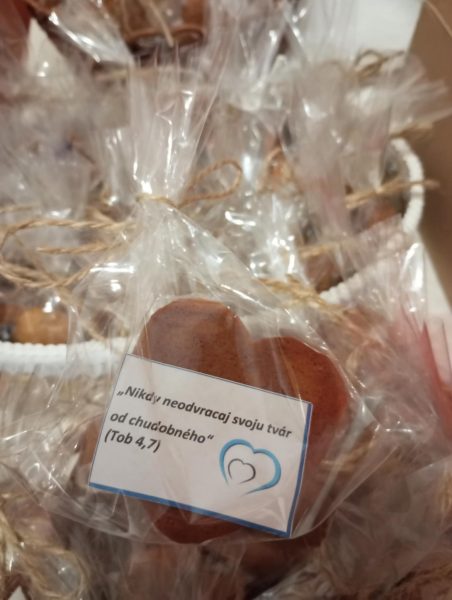 „Nikdy neodvracaj svoju tvár
od chudobného“
(Tob 4,7)